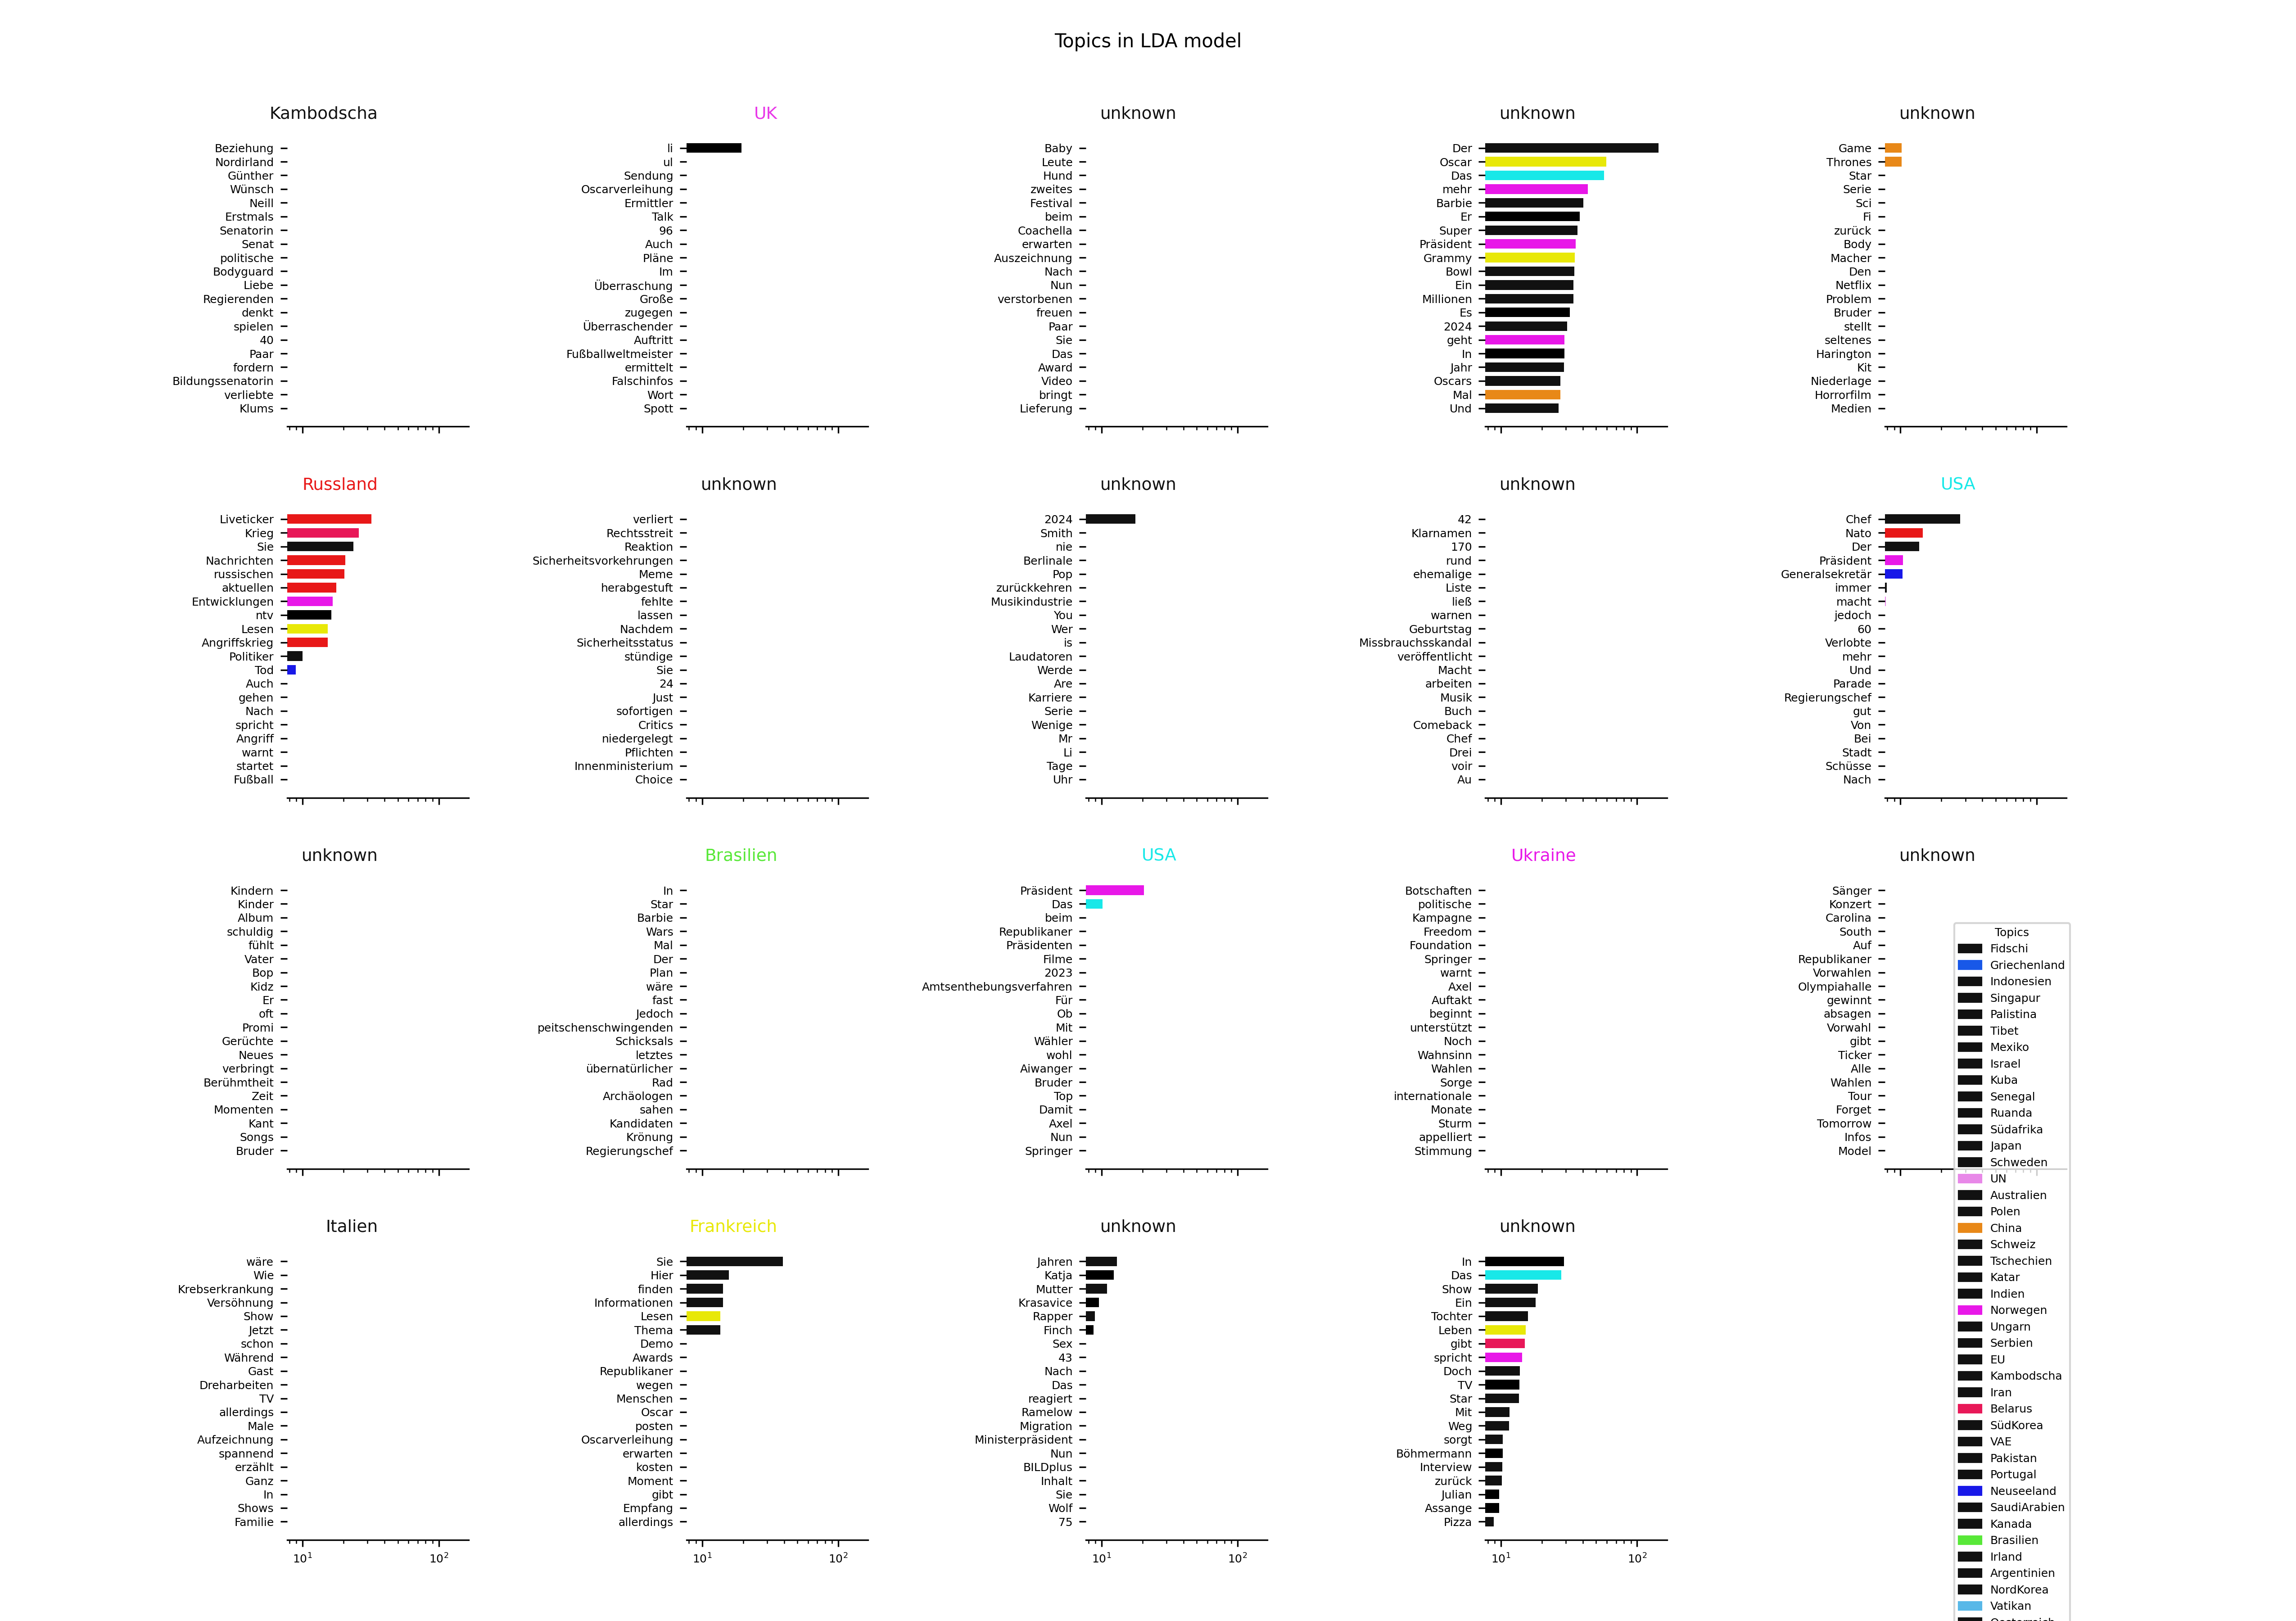 Topics in LDA model
Kambodscha
Beziehung
Nordirland
Günther
Wünsch
Neill
Erstmals
Senatorin
Senat
politische
Bodyguard
Liebe
Regierenden
denkt
spielen
40
Paar
fordern
Bildungssenatorin
verliebte
Klums
UK
li
ul
Sendung
Oscarverleihung
Ermittler
Talk
96
Auch
Pläne
Im
Überraschung
Große
zugegen
Überraschender
Auftritt
Fußballweltmeister
ermittelt
Falschinfos
Wort
Spott
unknown
Baby
Leute
Hund
zweites
Festival
beim
Coachella
erwarten
Auszeichnung
Nach
Nun
verstorbenen
freuen
Paar
Sie
Das
Award
Video
bringt
Lieferung
unknown
Der
Oscar
Das
mehr
Barbie
Er
Super
Präsident
Grammy
Bowl
Ein
Millionen
Es
2024
geht
In
Jahr
Oscars
Mal
Und
unknown
Game
Thrones
Star
Serie
Sci
Fi
zurück
Body
Macher
Den
Netflix
Problem
Bruder
stellt
seltenes
Harington
Kit
Niederlage
Horrorfilm
Medien
Russland
Liveticker
Krieg
Sie
Nachrichten
russischen
aktuellen
Entwicklungen
ntv
Lesen
Angriffskrieg
Politiker
Tod
Auch
gehen
Nach
spricht
Angriff
warnt
startet
Fußball
unknown
verliert
Rechtsstreit
Reaktion
Sicherheitsvorkehrungen
Meme
herabgestuft
fehlte
lassen
Nachdem
Sicherheitsstatus
stündige
Sie
24
Just
sofortigen
Critics
niedergelegt
Pflichten
Innenministerium
Choice
unknown
2024
Smith
nie
Berlinale
Pop
zurückkehren
Musikindustrie
You
Wer
is
Laudatoren
Werde
Are
Karriere
Serie
Wenige
Mr
Li
Tage
Uhr
unknown
42
Klarnamen
170
rund
ehemalige
Liste
ließ
warnen
Geburtstag
Missbrauchsskandal
veröffentlicht
Macht
arbeiten
Musik
Buch
Comeback
Chef
Drei
voir
Au
USA
Chef
Nato
Der
Präsident
Generalsekretär
immer
macht
jedoch
60
Verlobte
mehr
Und
Parade
Regierungschef
gut
Von
Bei
Stadt
Schüsse
Nach
unknown
Kindern
Kinder
Album
schuldig
fühlt
Vater
Bop
Kidz
Er
oft
Promi
Gerüchte
Neues
verbringt
Berühmtheit
Zeit
Momenten
Kant
Songs
Bruder
Brasilien
In
Star
Barbie
Wars
Mal
Der
Plan
wäre
fast
Jedoch
peitschenschwingenden
Schicksals
letztes
übernatürlicher
Rad
Archäologen
sahen
Kandidaten
Krönung
Regierungschef
USA
Präsident
Das
beim
Republikaner
Präsidenten
Filme
2023
Amtsenthebungsverfahren
Für
Ob
Mit
Wähler
wohl
Aiwanger
Bruder
Top
Damit
Axel
Nun
Springer
Ukraine
Botschaften
politische
Kampagne
Freedom
Foundation
Springer
warnt
Axel
Auftakt
beginnt
unterstützt
Noch
Wahnsinn
Wahlen
Sorge
internationale
Monate
Sturm
appelliert
Stimmung
unknown
Sänger
Konzert
Carolina
South
Auf
Republikaner
Vorwahlen
Olympiahalle
gewinnt
absagen
Vorwahl
gibt
Ticker
Alle
Wahlen
Tour
Forget
Tomorrow
Infos
Model
Italien
wäre
Wie
Krebserkrankung
Versöhnung
Show
Jetzt
schon
Während
Gast
Dreharbeiten
TV
allerdings
Male
Aufzeichnung
spannend
erzählt
Ganz
In
Shows
Familie
10¹ 10²
Frankreich
Sie
Hier
finden
Informationen
Lesen
Thema
Demo
Awards
Republikaner
wegen
Menschen
Oscar
posten
Oscarverleihung
erwarten
kosten
Moment
gibt
Empfang
allerdings
10¹ 10²
unknown
Jahren
Katja
Mutter
Krasavice
Rapper
Finch
Sex
43
Nach
Das
reagiert
Ramelow
Migration
Ministerpräsident
Nun
BILDplus
Inhalt
Sie
Wolf
75
10¹ 10²
unknown
In
Das
Show
Ein
Tochter
Leben
gibt
spricht
Doch
TV
Star
Mit
Weg
sorgt
Böhmermann
Interview
zurück
Julian
Assange
Pizza
10¹ 10²
Topics
Fidschi
Griechenland
Indonesien
Singapur
Palistina
Tibet
Mexiko
Israel
Kuba
Senegal
Ruanda
Südafrika
Japan
Schweden
UN
Australien
Polen
China
Schweiz
Tschechien
Katar
Indien
Norwegen
Ungarn
Serbien
EU
Kambodscha
Iran
Belarus
SüdKorea
VAE
Pakistan
Portugal
Neuseeland
SaudiArabien
Kanada
Brasilien
Irland
Argentinien
NordKorea
Vatikan